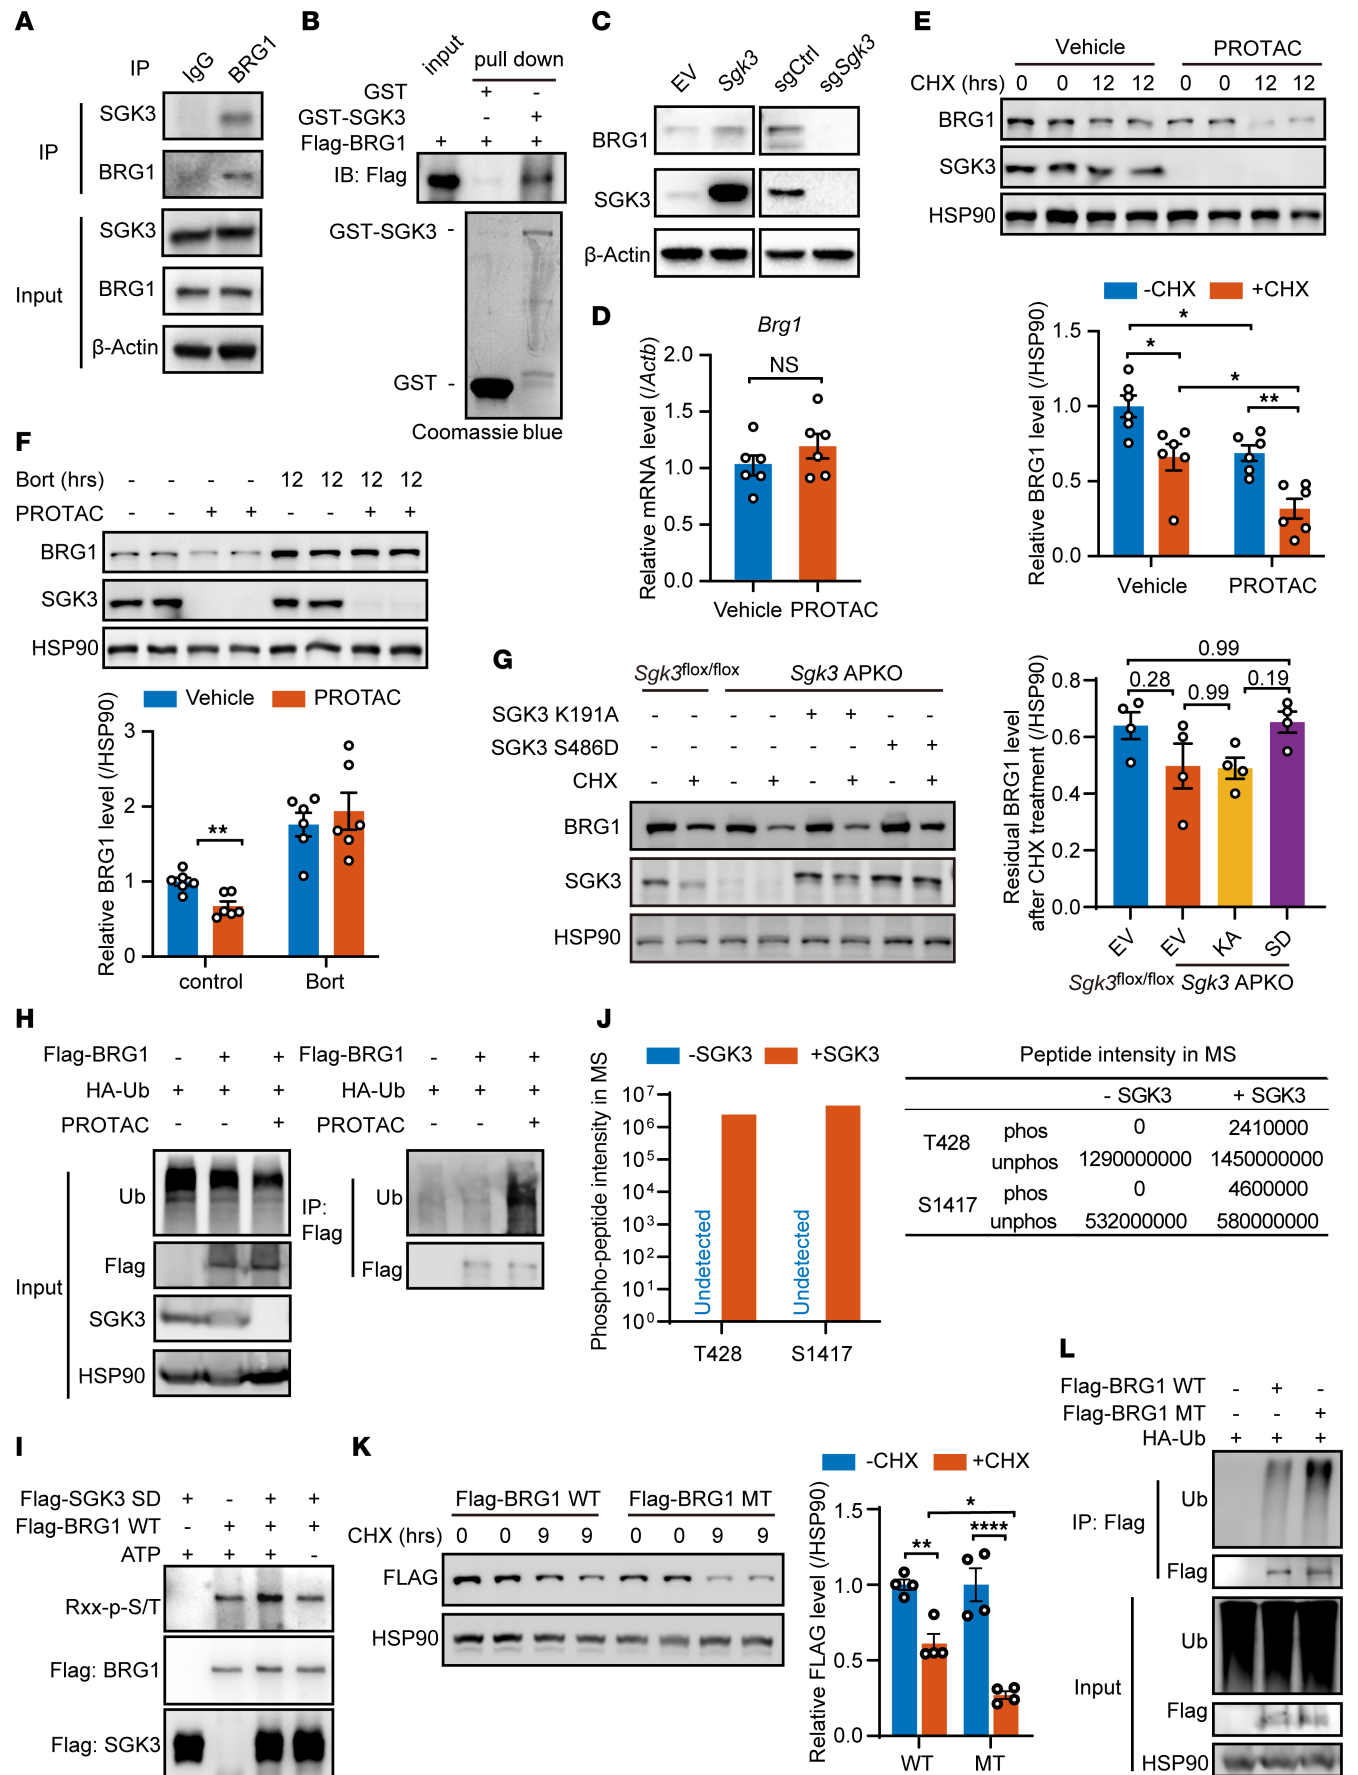 A
IP
IgG
BRG1
IP
SGK3
BRG1
Input
SGK3
BRG1
β-Actin
B
input
pull down
GST + -
GST-SGK3 - +
Flag-BRG1 + + +
IB: Flag
GST-SGK3 -
GST -
Coomassie blue
C
EV
Sgk3
sgCtrl
sgSgk3
BRG1
SGK3
β-Actin
D
Brg1
Relative mRNA level (/Actb)
2.0
1.5
1.0
0.5
0.0
NS
Vehicle PROTAC
E
Vehicle PROTAC
CHX (hrs) 0 0 12 12 0 0 12 12
BRG1
SGK3
HSP90
-CHX +CHX
Relative BRG1 level (/HSP90)
1.5
1.0
0.5
0.0
*
*
*
**
Vehicle PROTAC
F
Bort (hrs) - - - - 12 12 12 12
PROTAC - - + + - - + +
BRG1
SGK3
HSP90
Vehicle PROTAC
Relative BRG1 level (/HSP90)
3
2
1
0
**
control Bort
G
Sgk3flox/flox Sgk3 APKO
SGK3 K191A - - - - + + - -
SGK3 S486D - - - - - - + +
CHX - + - + - + - +
BRG1
SGK3
HSP90
Residual BRG1 level
after CHX treatment (/HSP90)
0.8
0.6
0.4
0.2
0.0
0.99
0.28 0.99 0.19
EV EV KA SD
Sgk3flox/flox Sgk3 APKO
H
Flag-BRG1 - + +
HA-Ub + + +
PROTAC - - +
Input
Ub
Flag
SGK3
HSP90
Flag-BRG1 - + +
HA-Ub + + +
PROTAC - - +
IP:
Flag
Ub
Flag
J
-SGK3 +SGK3
Phospho-peptide intensity in MS
10⁷
10⁶
10⁵
10⁴
10³
10²
10¹
10⁰
Undetected
Undetected
T428 S1417
Peptide intensity in MS
- SGK3 + SGK3
T428 phos 0 2410000
unphos 1290000000 1450000000
S1417 phos 0 4600000
unphos 532000000 580000000
I
Flag-SGK3 SD + - + +
Flag-BRG1 WT - + + +
ATP + + + -
Rxx-p-S/T
Flag: BRG1
Flag: SGK3
K
Flag-BRG1 WT Flag-BRG1 MT
CHX (hrs) 0 0 9 9 0 0 9 9
FLAG
HSP90
-CHX +CHX
Relative FLAG level (/HSP90)
1.5
1.0
0.5
0.0
*
**
****
WT MT
L
Flag-BRG1 WT - + -
Flag-BRG1 MT - - +
HA-Ub + + +
IP: Flag
Ub
Flag
Input
Ub
Flag
HSP90